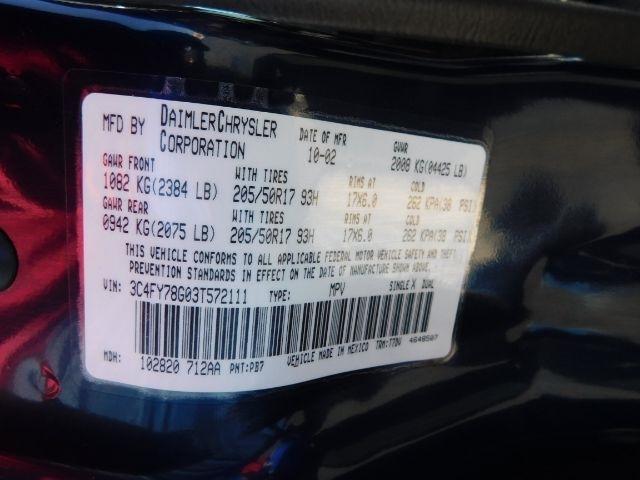 MFD BY DAIMLERCHRYSLER CORPORATION DATE OF MFR 10-02 GVWR 2008 KG(04425 LB)
GAWR FRONT WITH TIRES RIMS AT COLD
1082 KG(2384 LB) 205/50R17 93H 17X6.0 262 KPA(38 PSI)
GAWR REAR WITH TIRES RIMS AT COLD
0942 KG(2075 LB) 205/50R17 93H 17X6.0 262 KPA(38 PSI)
THIS VEHICLE CONFORMS TO ALL APPLICABLE FEDERAL MOTOR VEHICLE SAFETY AND THEFT
PREVENTION STANDARDS IN EFFECT ON THE DATE OF MANUFACTURE SHOWN ABOVE.
VIN: 3C4FY78G03T572111 TYPE: MPV SINGLE X DUAL
MDH: 102820 712AA PNT:PB7 VEHICLE MADE IN MEXICO TRM:T7DV 4648507